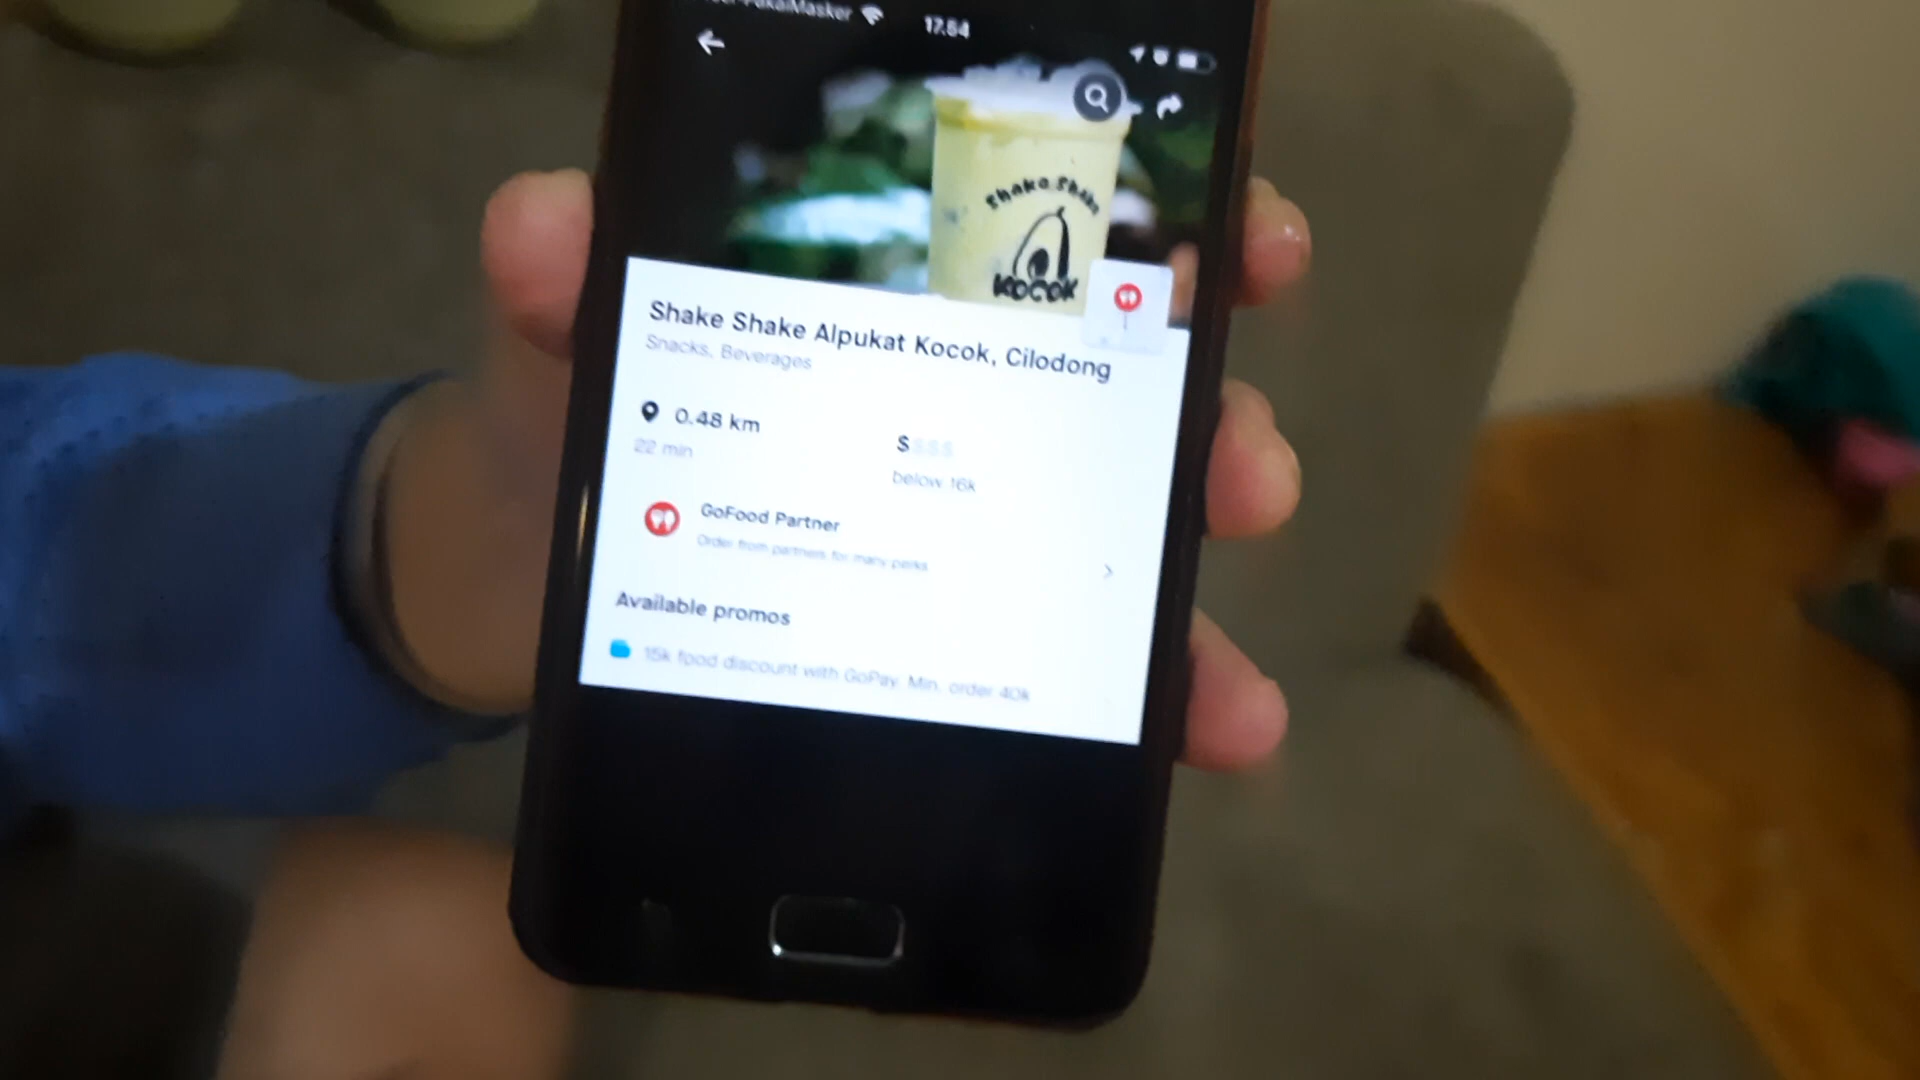 PakaiMasker 17.54
Shake Shake
KOCOK
Shake Shake Alpukat Kocok, Cilodong
Snacks, Beverages
0.48 km
22 min
$$$$
below 16k
GoFood Partner
Order from partners for many perks
Available promos
15k food discount with GoPay. Min. order 40k